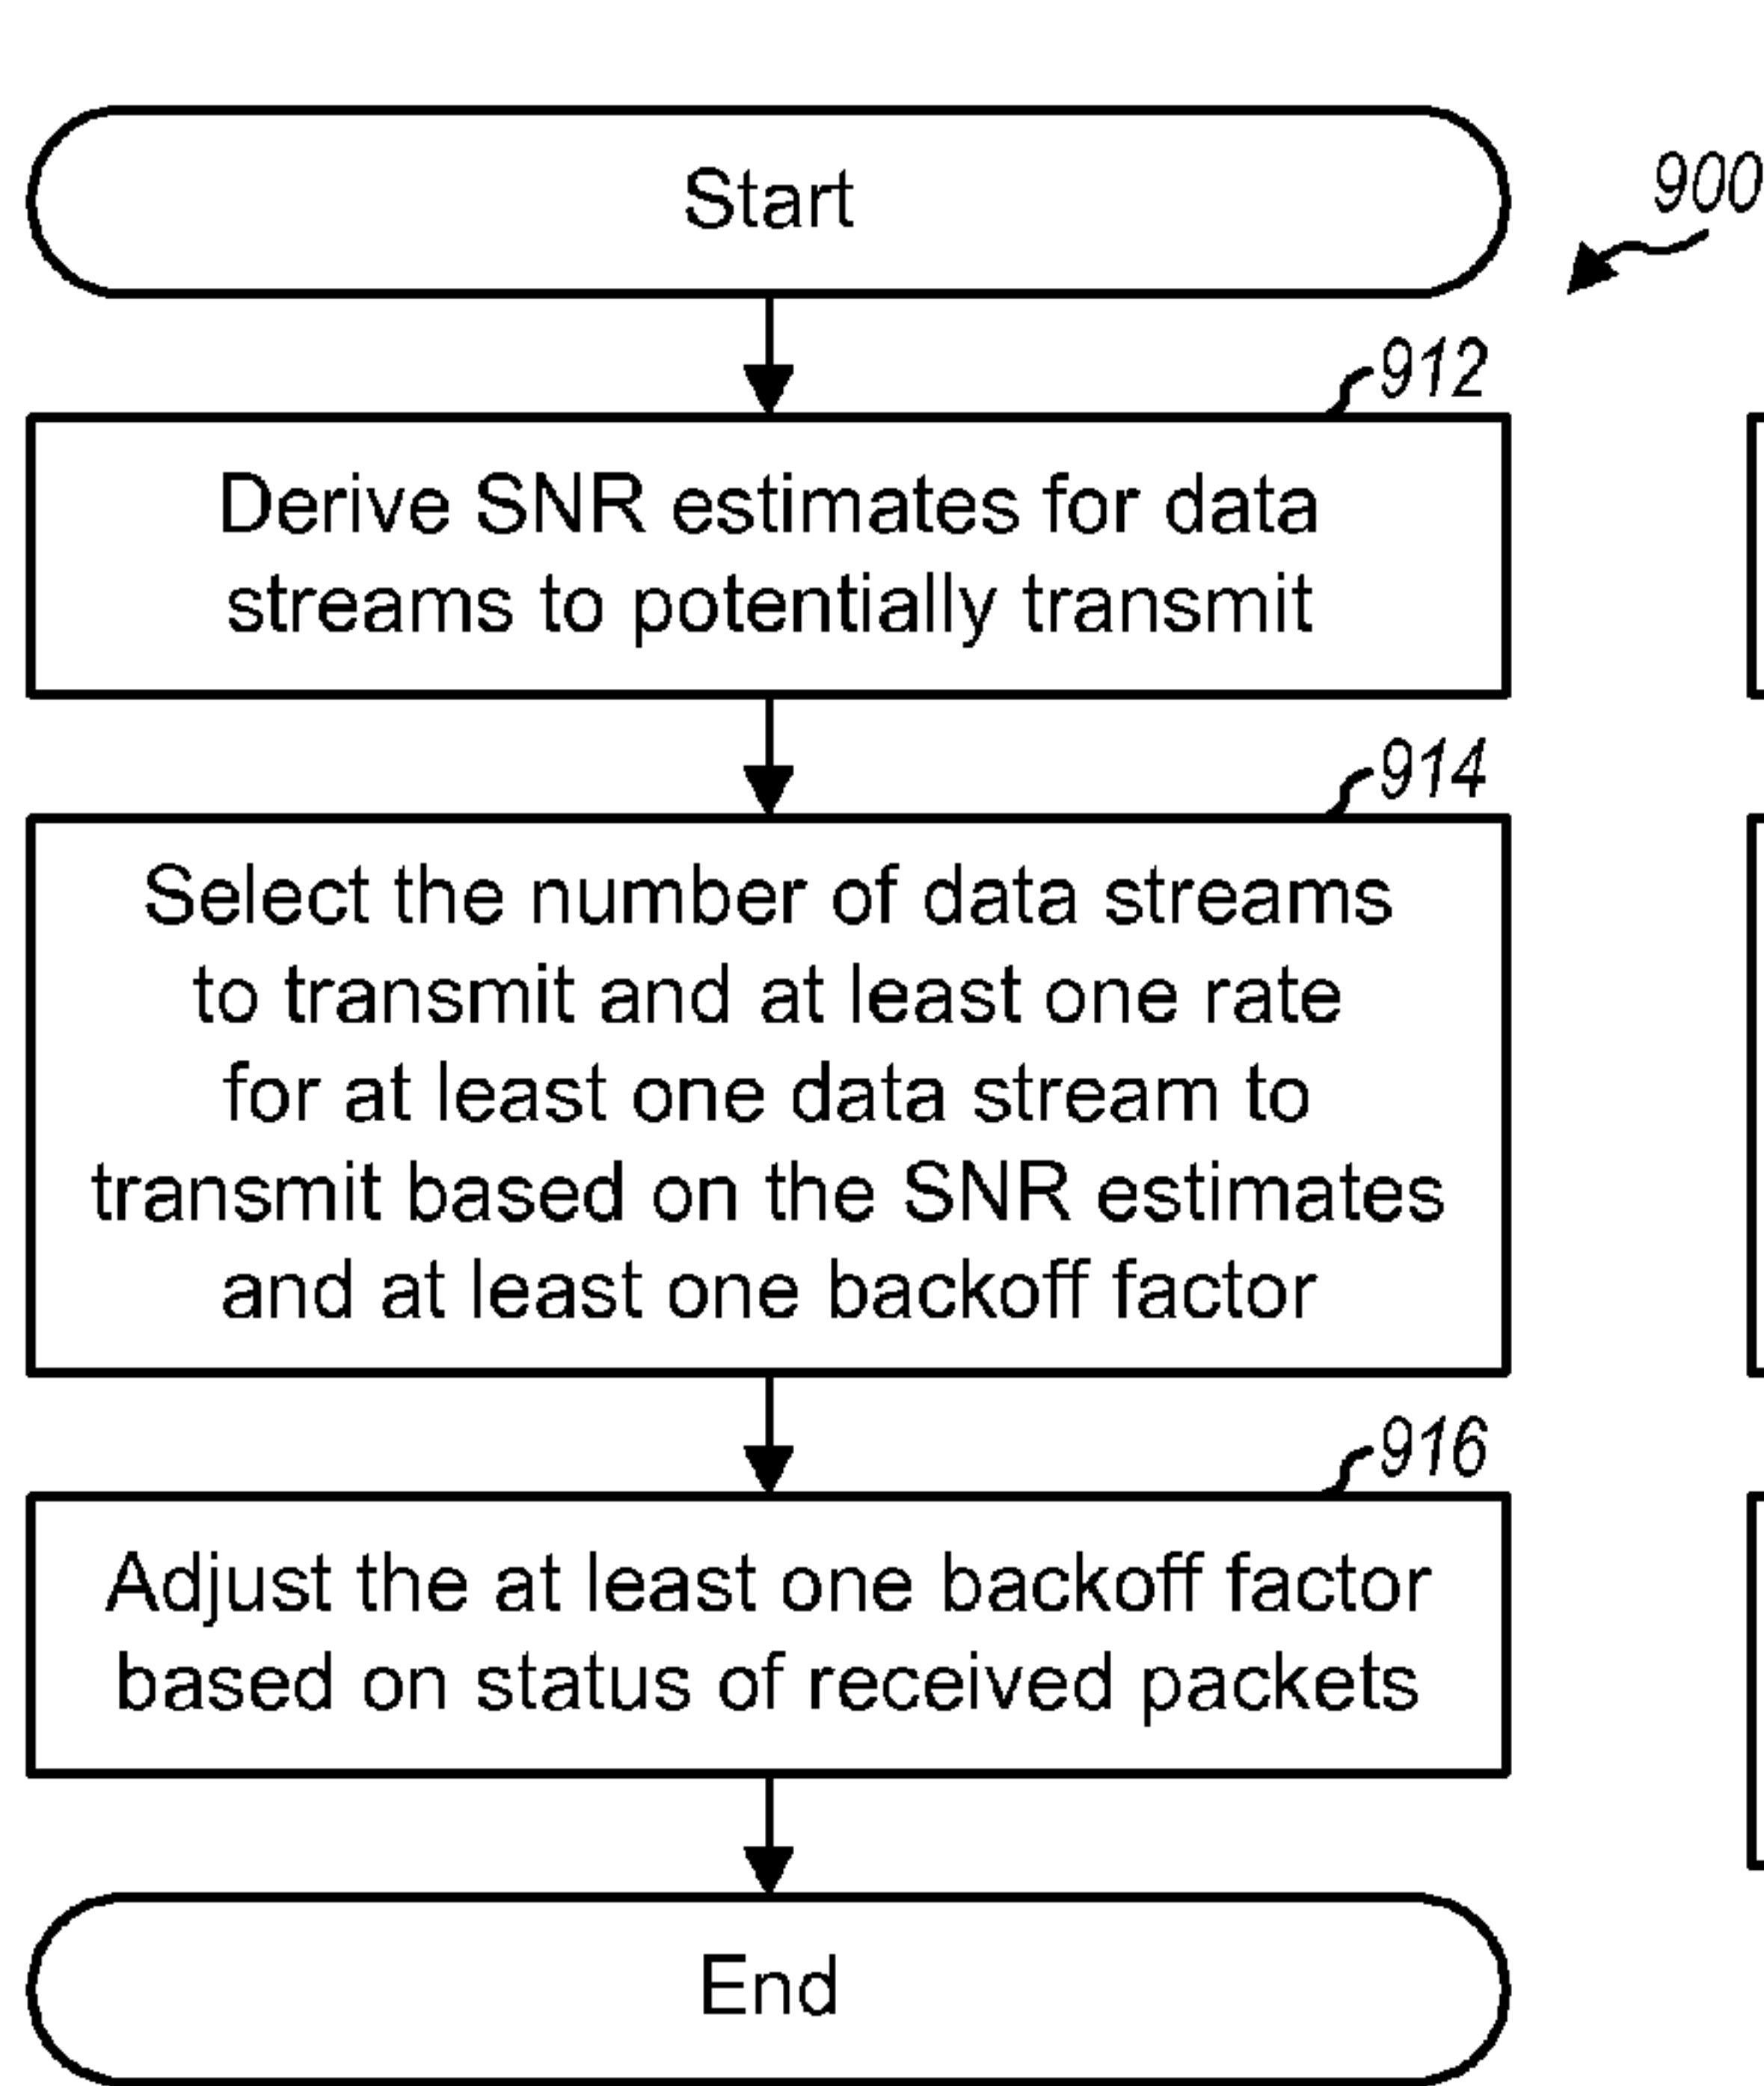 Start
900
912
Derive SNR estimates for data
streams to potentially transmit
914
Select the number of data streams
to transmit and at least one rate
for at least one data stream to
transmit based on the SNR estimates
and at least one backoff factor
916
Adjust the at least one backoff factor
based on status of received packets
End